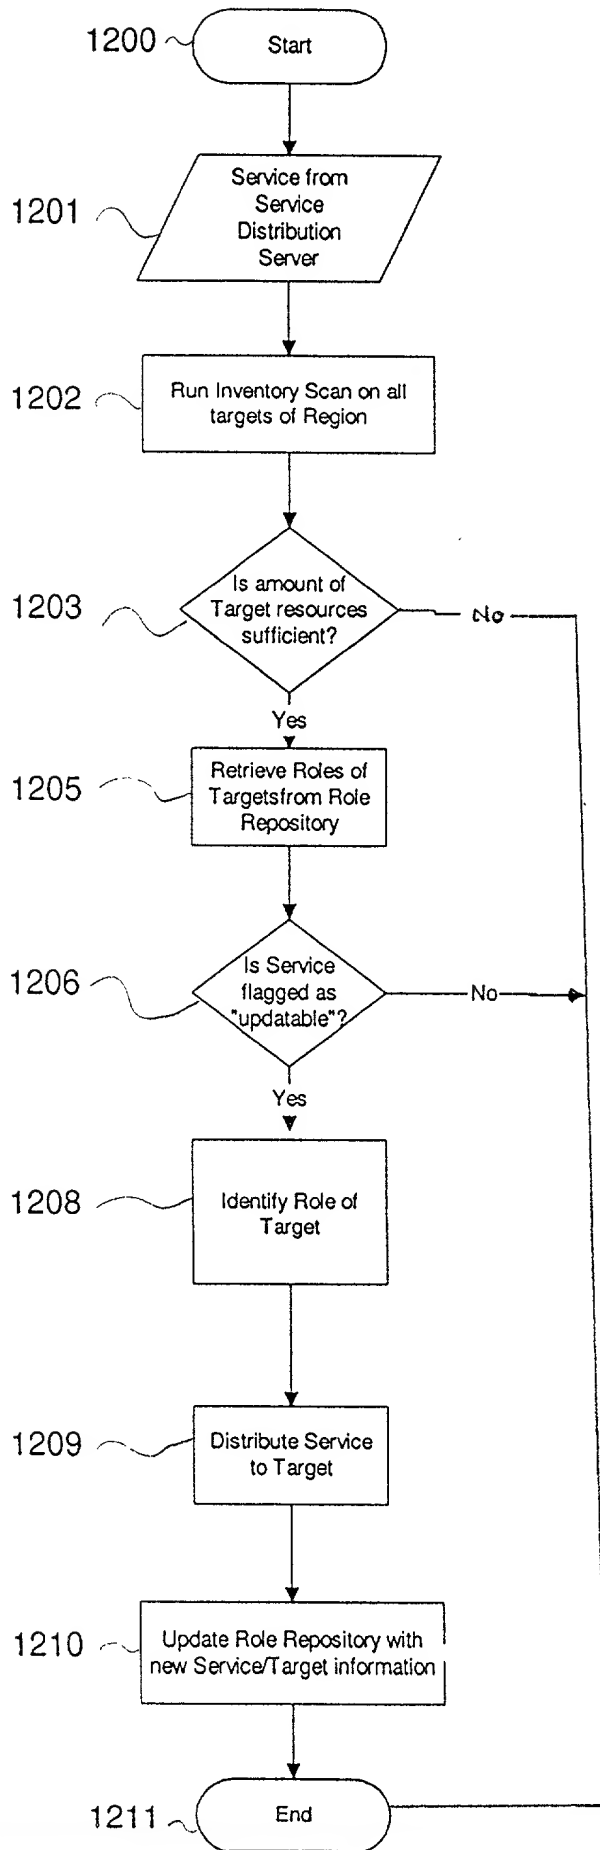 1200
Start
1201
Service from
Service
Distribution
Server
1202
Run Inventory Scan on all
targets of Region
1203
Is amount of
Target resources
sufficient?
No
Yes
1205
Retrieve Roles of
Targetsfrom Role
Repository
1206
Is Service
flagged as
"updatable"?
No
Yes
1208
Identify Role of
Target
1209
Distribute Service
to Target
1210
Update Role Repository with
new Service/Target information
1211
End